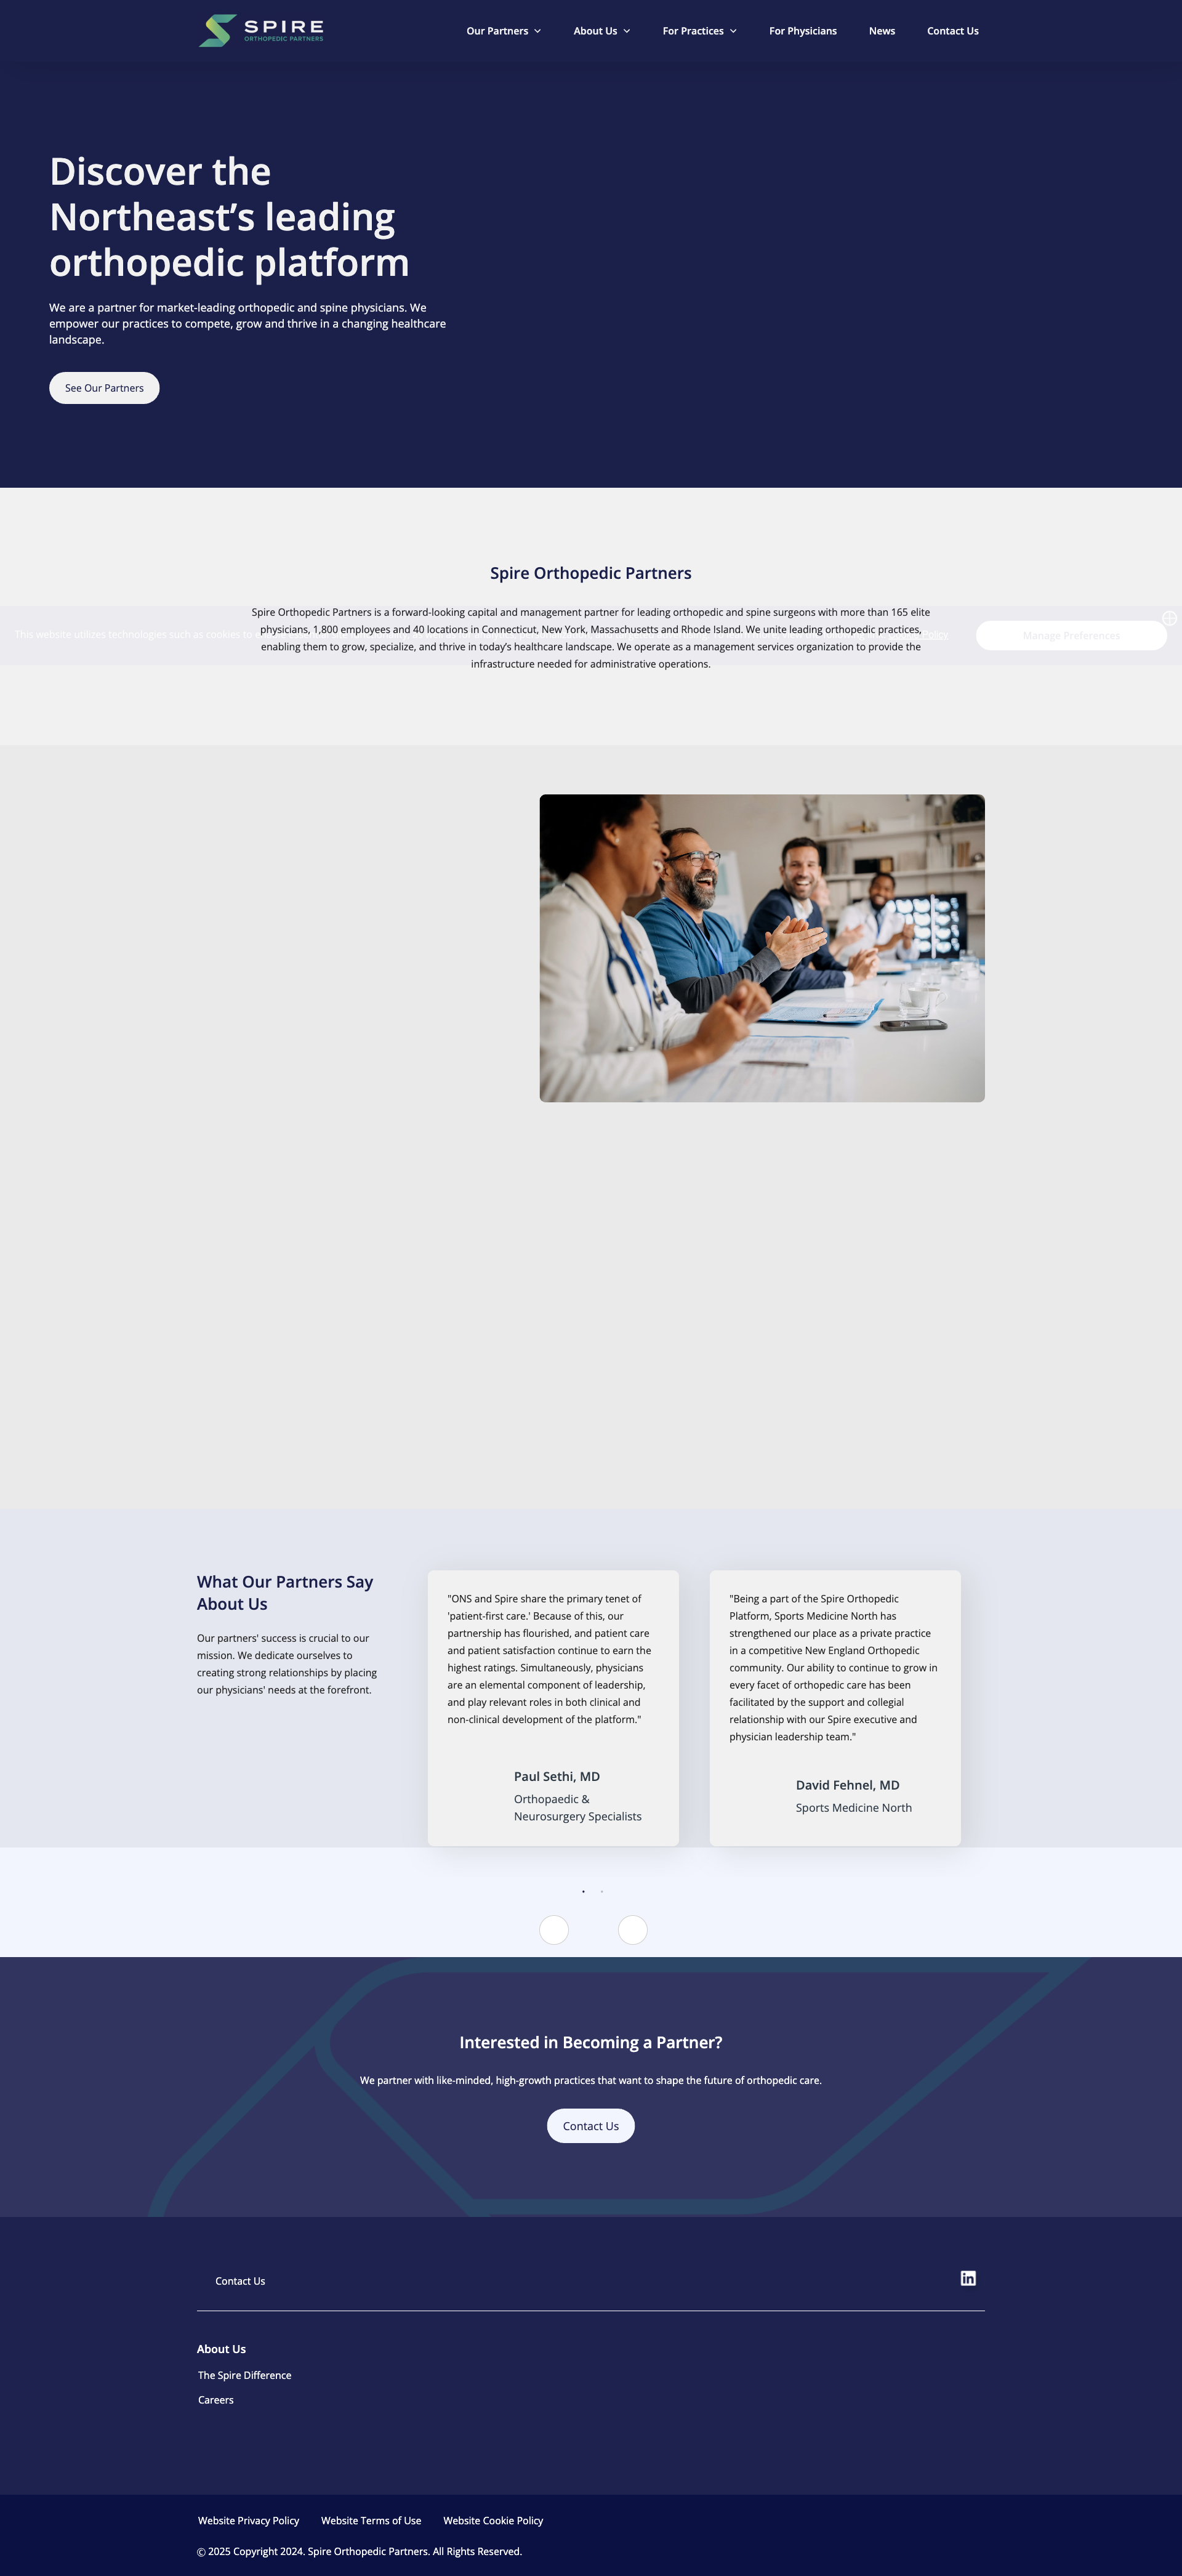 SPIRE
ORTHOPEDIC PARTNERS
Our Partners
About Us
For Practices
For Physicians
News
Contact Us
Discover the
Northeast’s leading
orthopedic platform
We are a partner for market-leading orthopedic and spine physicians. We
empower our practices to compete, grow and thrive in a changing healthcare
landscape.
See Our Partners
Spire Orthopedic Partners
Spire Orthopedic Partners is a forward-looking capital and management partner for leading orthopedic and spine surgeons with more than 165 elite
physicians, 1,800 employees and 40 locations in Connecticut, New York, Massachusetts and Rhode Island. We unite leading orthopedic practices,
enabling them to grow, specialize, and thrive in today’s healthcare landscape. We operate as a management services organization to provide the
infrastructure needed for administrative operations.
This website utilizes technologies such as cookies to
Policy
Manage Preferences
What Our Partners Say
About Us
Our partners' success is crucial to our
mission. We dedicate ourselves to
creating strong relationships by placing
our physicians' needs at the forefront.
"ONS and Spire share the primary tenet of
'patient-first care.' Because of this, our
partnership has flourished, and patient care
and patient satisfaction continue to earn the
highest ratings. Simultaneously, physicians
are an elemental component of leadership,
and play relevant roles in both clinical and
non-clinical development of the platform."
Paul Sethi, MD
Orthopaedic &
Neurosurgery Specialists
"Being a part of the Spire Orthopedic
Platform, Sports Medicine North has
strengthened our place as a private practice
in a competitive New England Orthopedic
community. Our ability to continue to grow in
every facet of orthopedic care has been
facilitated by the support and collegial
relationship with our Spire executive and
physician leadership team."
David Fehnel, MD
Sports Medicine North
Interested in Becoming a Partner?
We partner with like-minded, high-growth practices that want to shape the future of orthopedic care.
Contact Us
Contact Us
About Us
The Spire Difference
Careers
Website Privacy Policy
Website Terms of Use
Website Cookie Policy
© 2025 Copyright 2024. Spire Orthopedic Partners. All Rights Reserved.